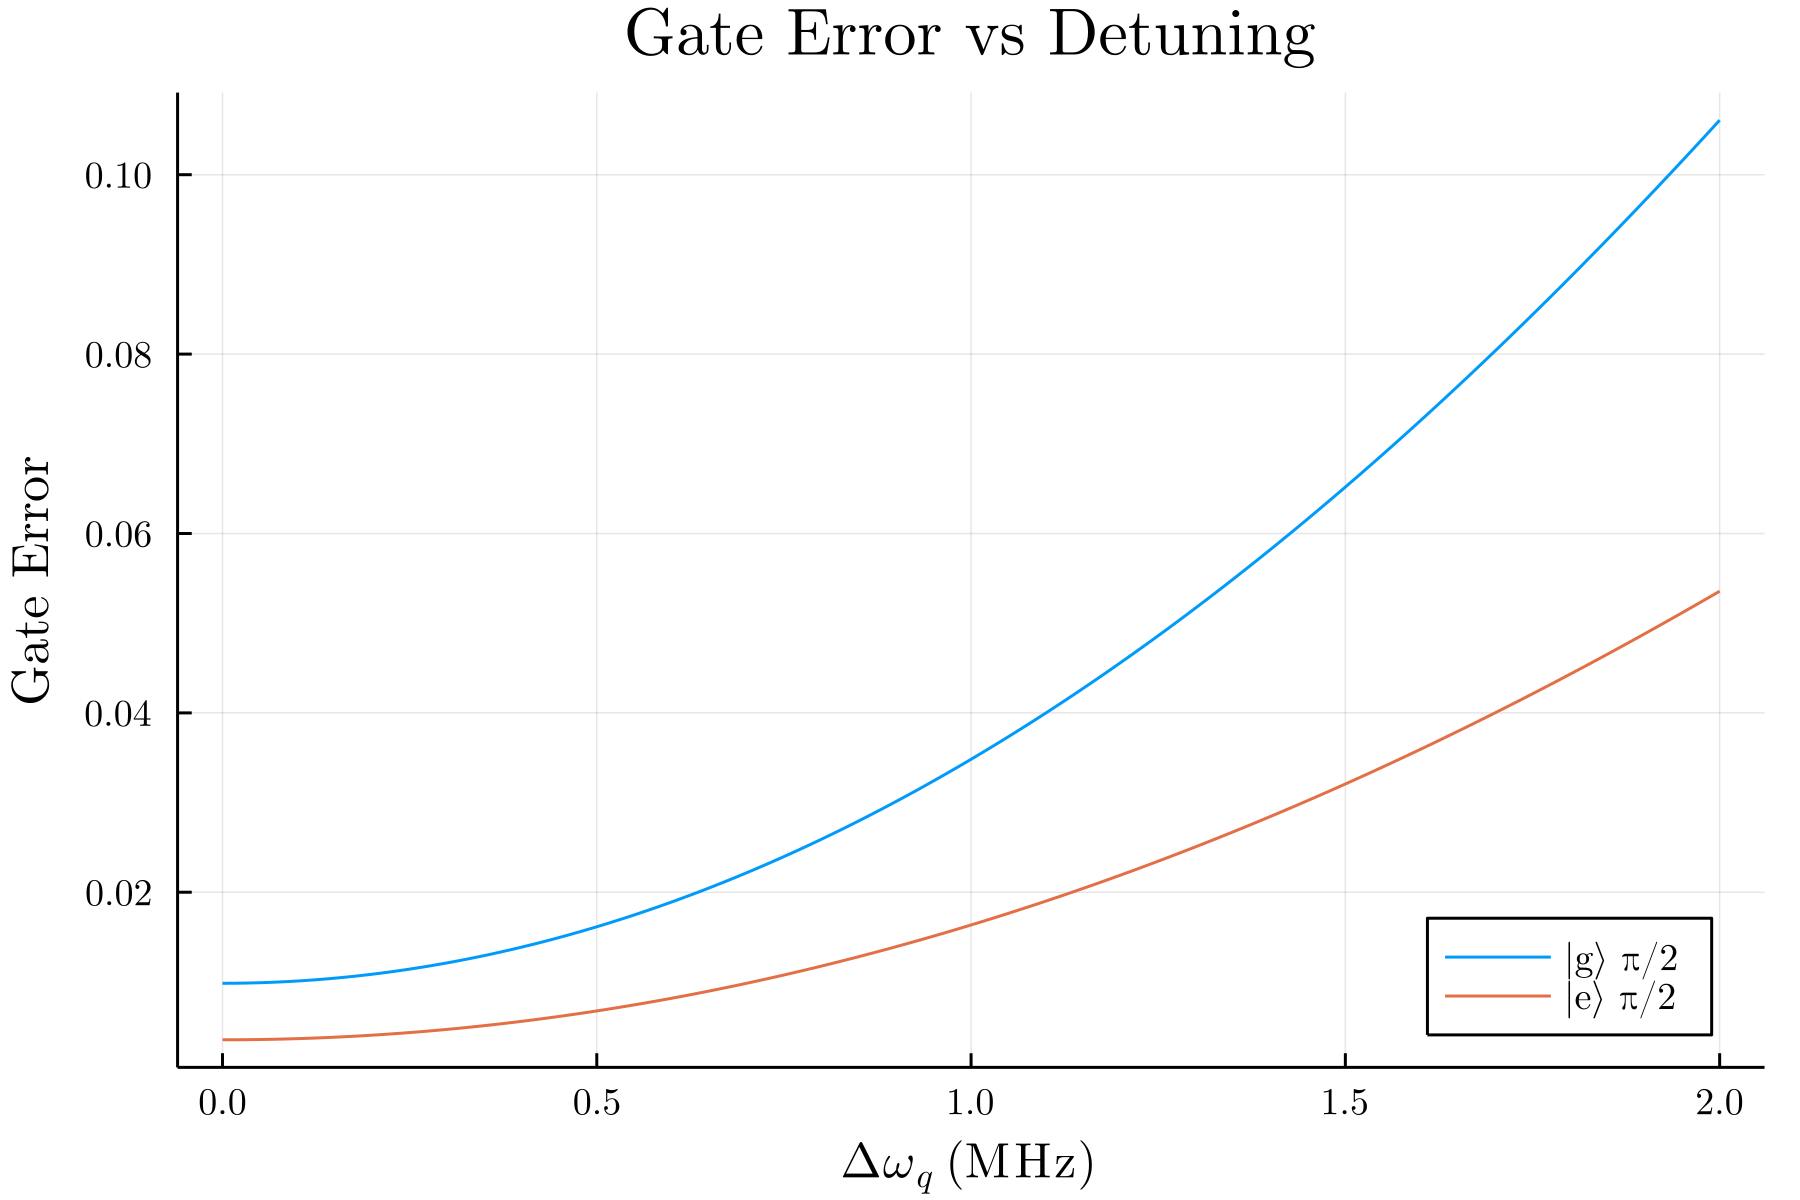 Gate Error vs Detuning
Gate Error
0.10
0.08
0.06
0.04
0.02
|g⟩ π/2
|e⟩ π/2
0.0 0.5 1.0 1.5 2.0
Δω_q (MHz)